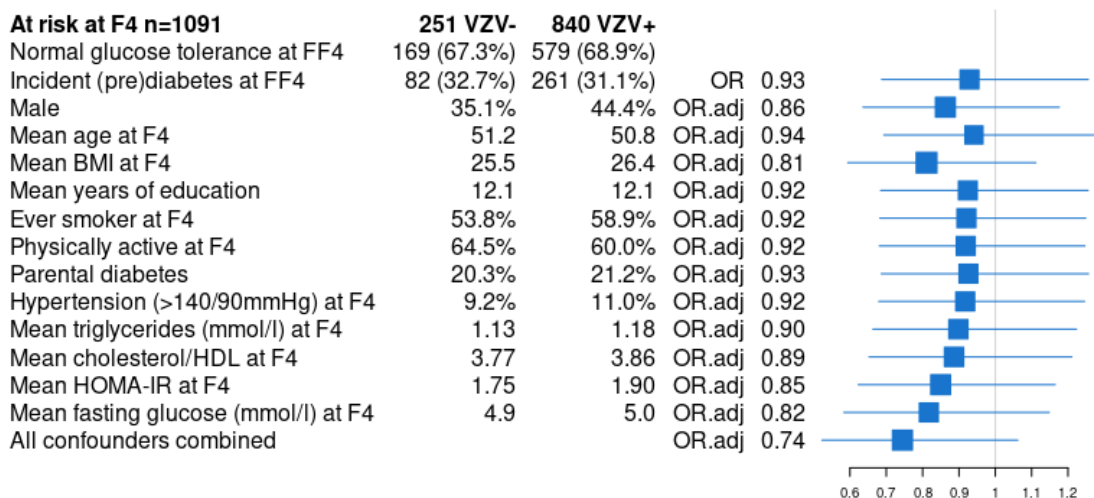 At risk at F4 n=1091 251 VZV- 840 VZV+
Normal glucose tolerance at FF4 169 (67.3%) 579 (68.9%)
Incident (pre)diabetes at FF4 82 (32.7%) 261 (31.1%) OR 0.93
Male 35.1% 44.4% OR.adj 0.86
Mean age at F4 51.2 50.8 OR.adj 0.94
Mean BMI at F4 25.5 26.4 OR.adj 0.81
Mean years of education 12.1 12.1 OR.adj 0.92
Ever smoker at F4 53.8% 58.9% OR.adj 0.92
Physically active at F4 64.5% 60.0% OR.adj 0.92
Parental diabetes 20.3% 21.2% OR.adj 0.93
Hypertension (>140/90mmHg) at F4 9.2% 11.0% OR.adj 0.92
Mean triglycerides (mmol/l) at F4 1.13 1.18 OR.adj 0.90
Mean cholesterol/HDL at F4 3.77 3.86 OR.adj 0.89
Mean HOMA-IR at F4 1.75 1.90 OR.adj 0.85
Mean fasting glucose (mmol/l) at F4 4.9 5.0 OR.adj 0.82
All confounders combined OR.adj 0.74
0.6 0.7 0.8 0.9 1 1.1 1.2